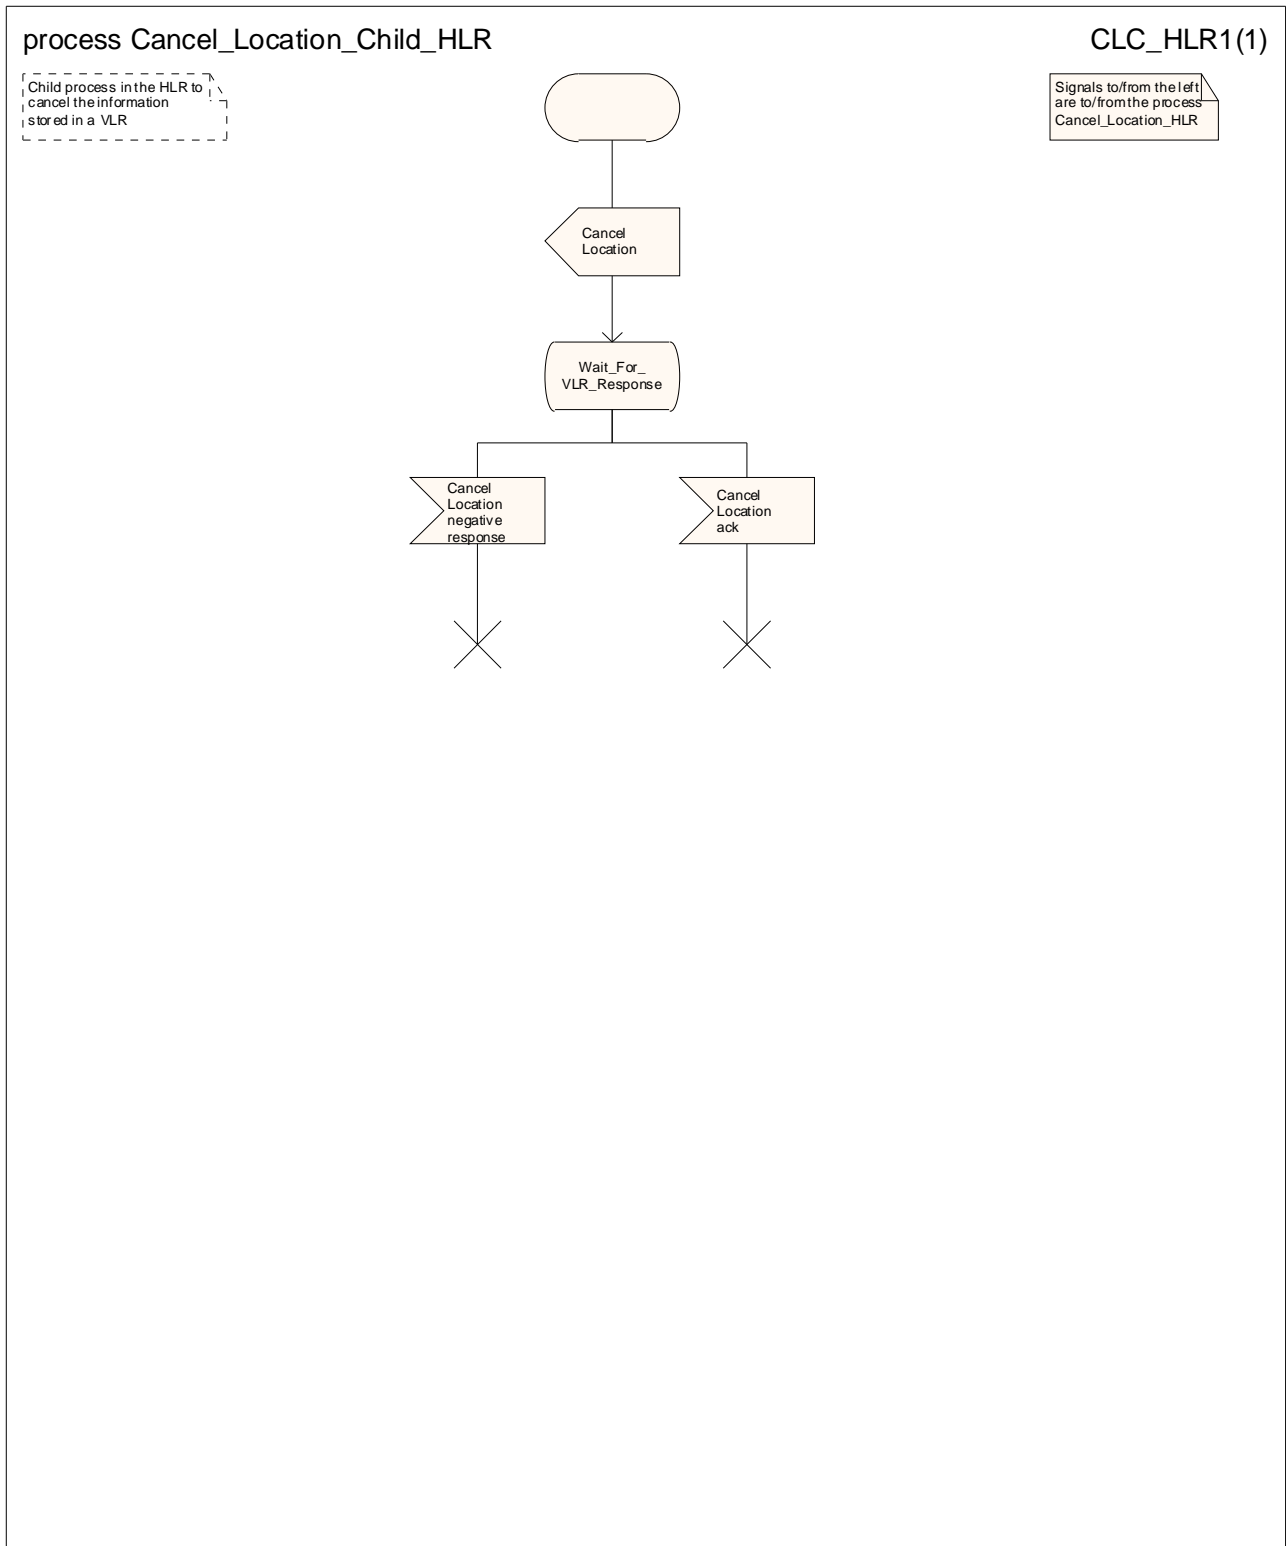 process Cancel_Location_Child_HLR
CLC_HLR1(1)
Child process in the HLR to
cancel the information
stored in a VLR
Signals to/from the left
are to/from the process
Cancel_Location_HLR
Cancel
Location
Wait_For_
VLR_Response
Cancel
Location
negative
response
Cancel
Location
ack